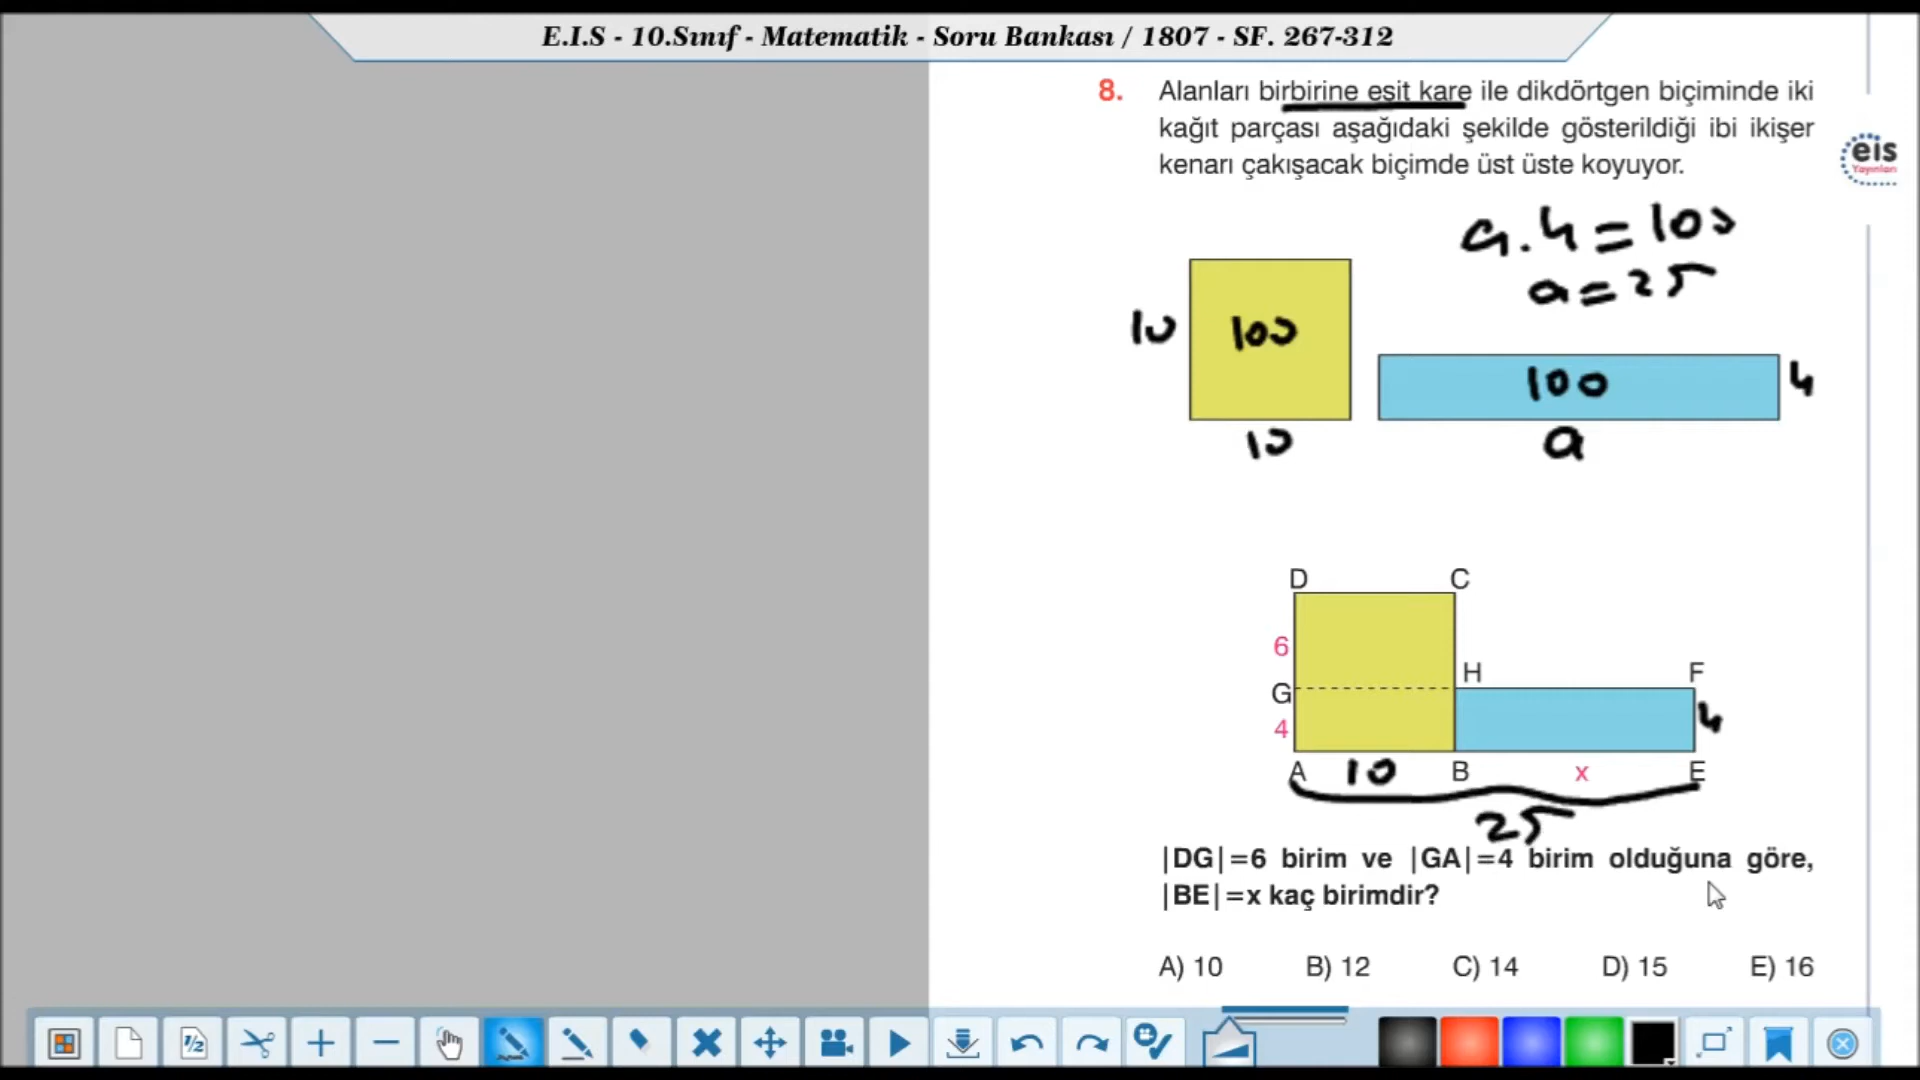 E.I.S - 10.Sınıf - Matematik - Soru Bankası / 1807 - SF. 267-312
8. Alanları birbirine eşit kare ile dikdörtgen biçiminde iki
kağıt parçası aşağıdaki şekilde gösterildiği ibi ikişer
kenarı çakışacak biçimde üst üste koyuyor.
eis
Yayınları
a.4=100
a=25
10
100
10
100
4
a
D
C
6
H
F
G
4
4
A
10
B
x
E
25
|DG|=6 birim ve |GA|=4 birim olduğuna göre,
|BE|=x kaç birimdir?
A) 10 B) 12 C) 14 D) 15 E) 16
1/2